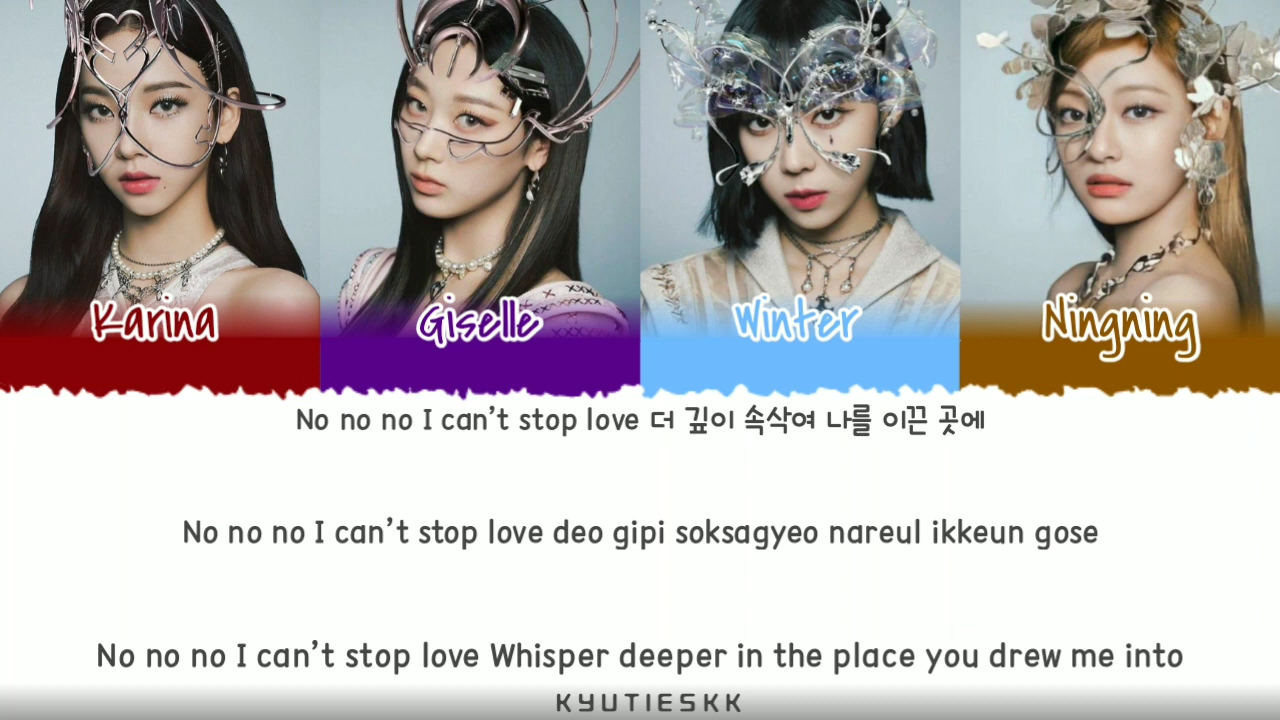 Karina
Giselle
Winter
Ningning
No no no I can't stop love 더 깊이 속삭여 나를 이끈 곳에
No no no I can't stop love deo gipi soksagyeo nareul ikkeun gose
No no no I can't stop love Whisper deeper in the place you drew me into
KYUTIESKK